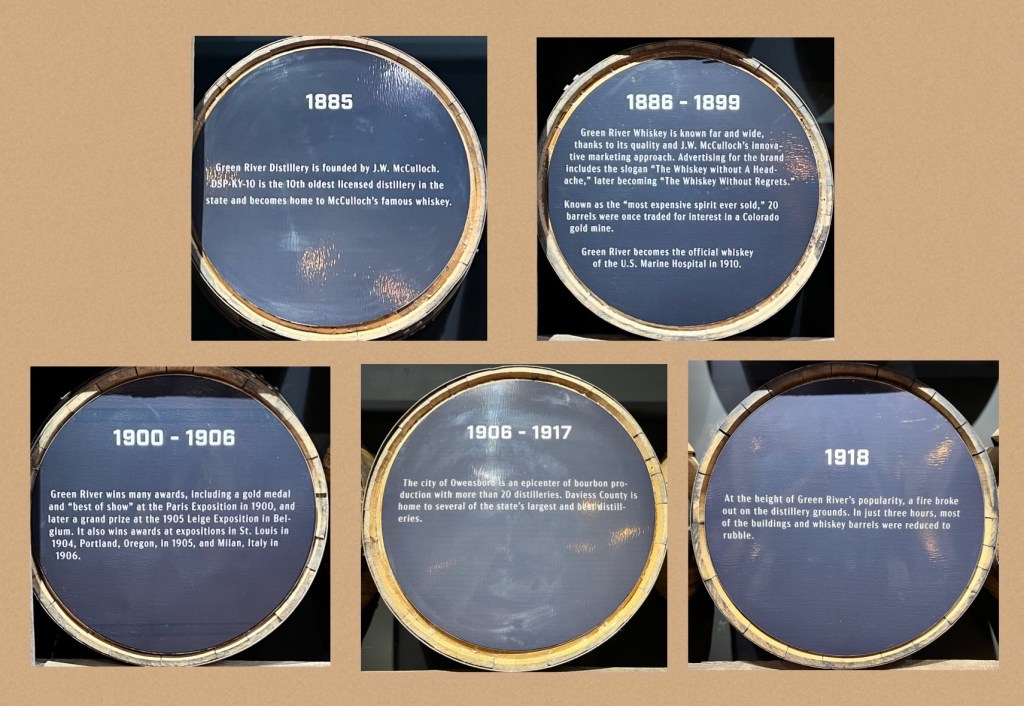 1885
Green River Distillery is founded by J.W. McCulloch.
DSP-KY-10 is the 10th oldest licensed distillery in the
state and becomes home to McCulloch's famous whiskey.
1886 - 1899
Green River Whiskey is known far and wide,
thanks to its quality and J.W. McCulloch's innova-
tive marketing approach. Advertising for the brand
includes the slogan "The Whiskey without A Head-
ache," later becoming "The Whiskey Without Regrets."
Known as the "most expensive spirit ever sold," 20
barrels were once traded for interest in a Colorado
gold mine.
Green River becomes the official whiskey
of the U.S. Marine Hospital in 1910.
1900 - 1906
Green River wins many awards, including a gold medal
and "best of show" at the Paris Exposition in 1900, and
later a grand prize at the 1905 Leige Exposition in Bel-
gium. It also wins awards at expositions in St. Louis in
1904, Portland, Oregon, in 1905, and Milan, Italy in
1906.
1906 - 1917
The city of Owensboro is an epicenter of bourbon pro-
duction with more than 20 distilleries. Daviess County is
home to several of the state's largest and best distill-
eries.
1918
At the height of Green River's popularity, a fire broke
out on the distillery grounds. In just three hours, most
of the buildings and whiskey barrels were reduced to
rubble.